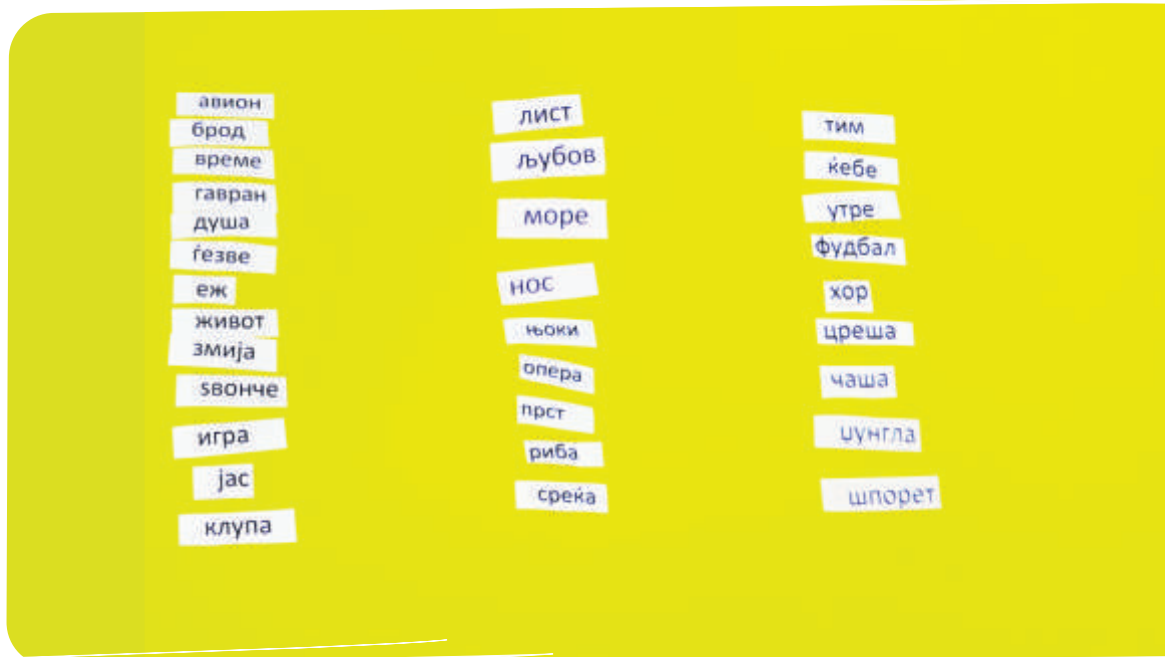 авион
брод
време
гавран
душа
ѓезве
еж
живот
змија
ѕвонче
игра
јас
клупа
лист
љубов
море
нос
њоки
опера
прст
риба
среќа
тим
ќебе
утре
фудбал
хор
цреша
чаша
џунгла
шпорет